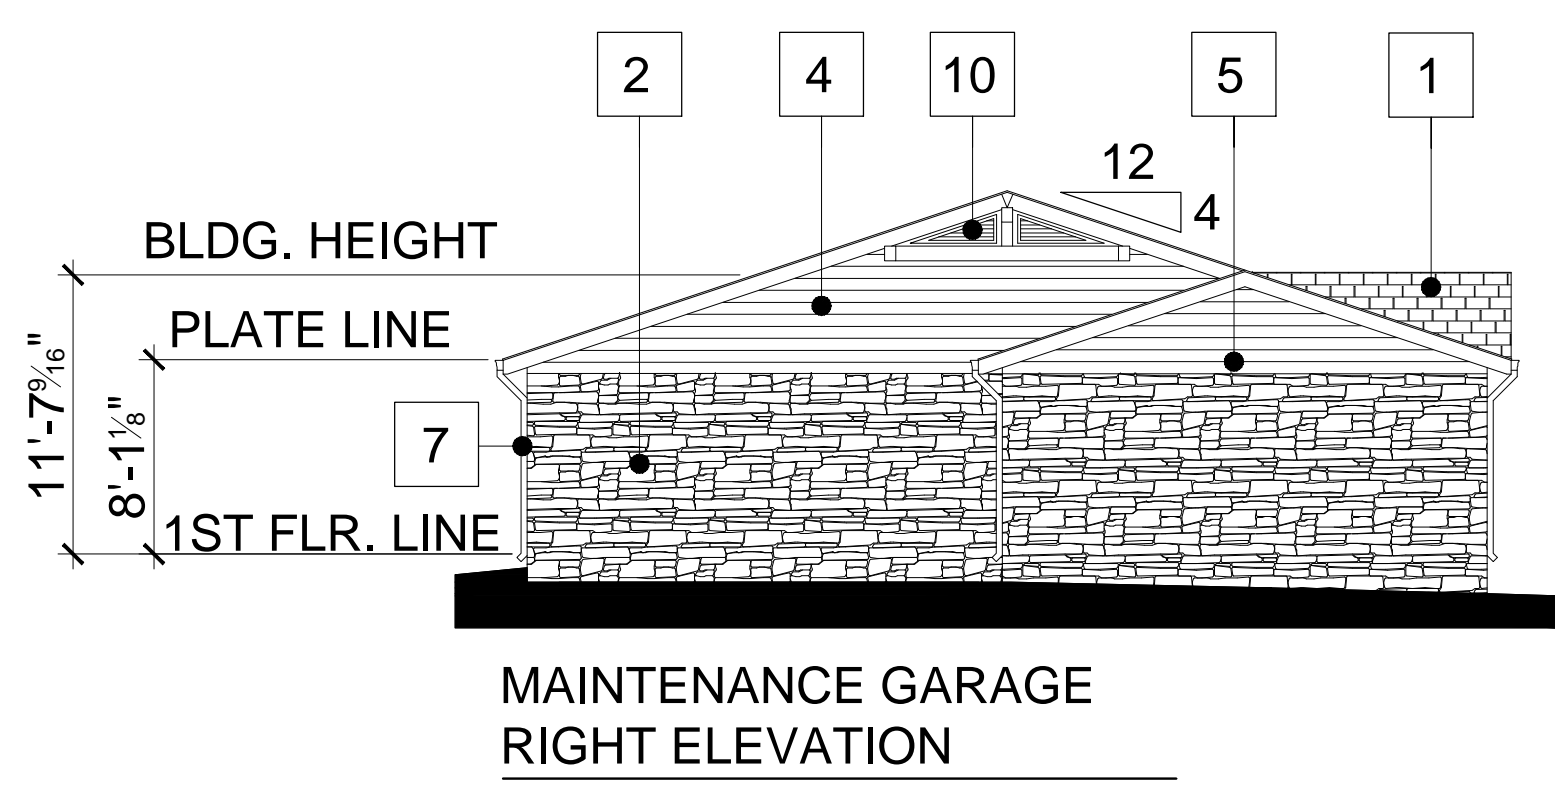 2 4 10 5 1
12
4
BLDG. HEIGHT
PLATE LINE
11'-7 9/16"
8'-1 1/8"
7
1ST FLR. LINE
MAINTENANCE GARAGE
RIGHT ELEVATION